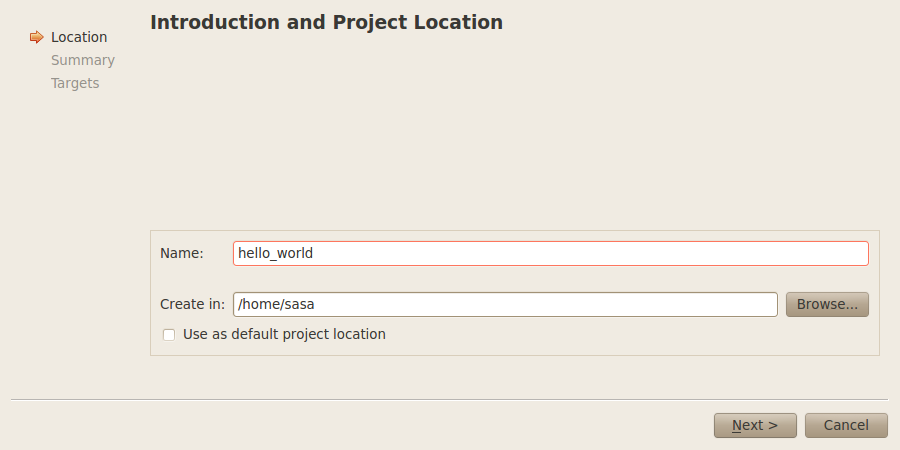 Introduction and Project Location
Location
Summary
Targets
Name: hello_world
Create in: /home/sasa Browse...
Use as default project location
Next > Cancel